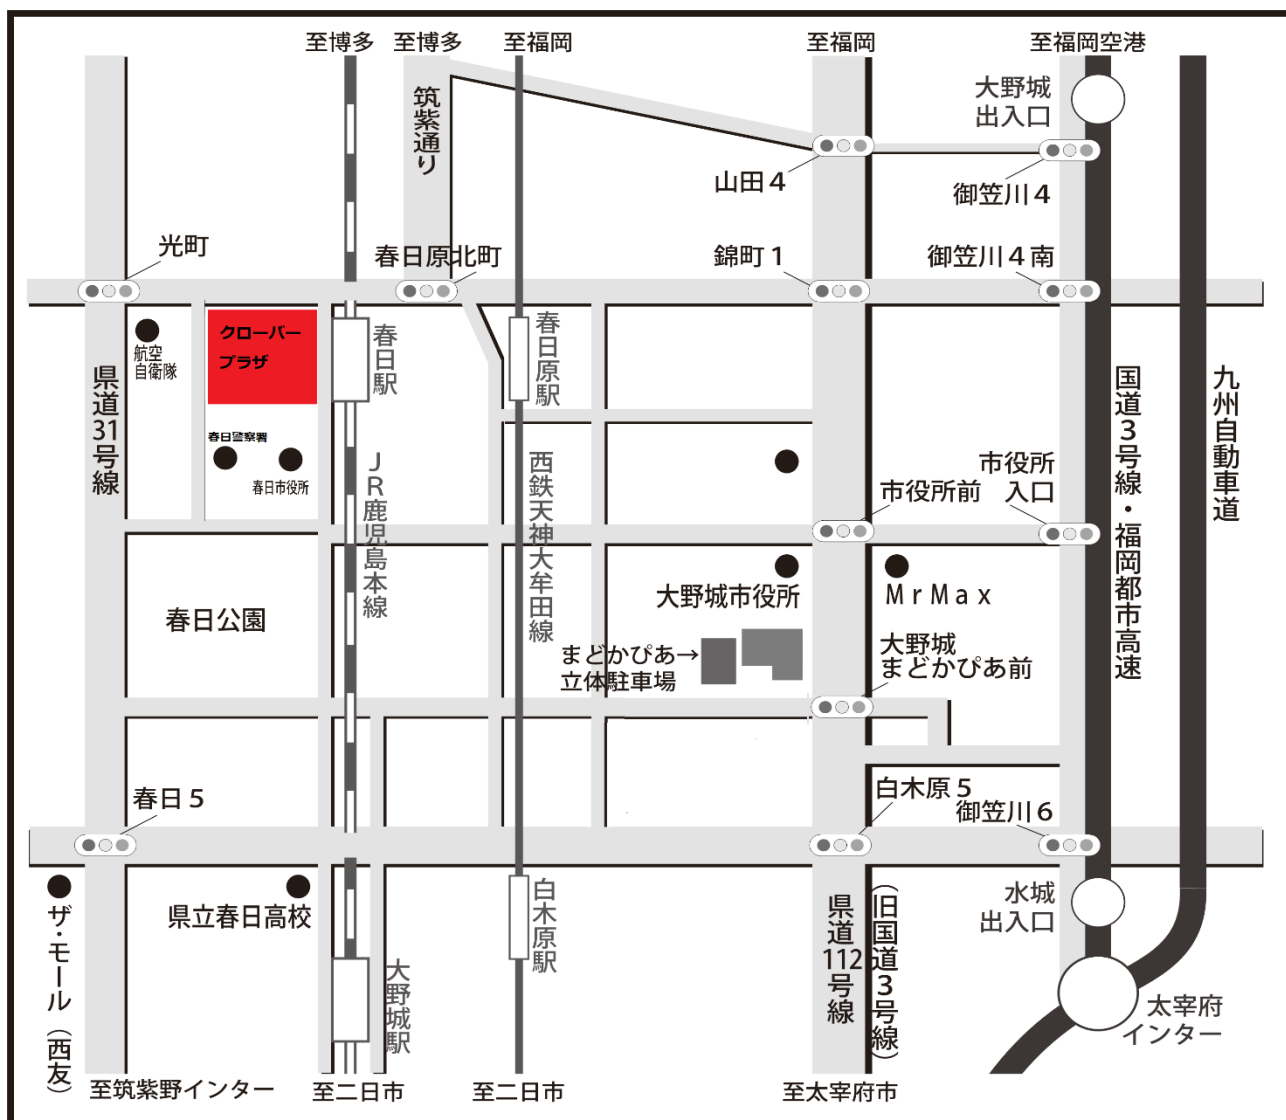 至博多
至博多
至福岡
至福岡
至福岡空港
大野城
出入口
筑紫通り
山田4
御笠川4
光町
春日原北町
錦町1
御笠川4南
クローバー
プラザ
航空
自衛隊
春日駅
春日原駅
県道31号線
国道3号線・福岡都市高速
九州自動車道
春日警察署
春日市役所
JR鹿児島本線
西鉄天神大牟田線
市役所前
市役所
入口
春日公園
大野城市役所
MrMax
まどかぴあ→
立体駐車場
大野城
まどかぴあ前
春日5
白木原5
御笠川6
ザ・モール(西友)
県立春日高校
白木原駅
県道112号線
(旧国道3号線)
水城
出入口
大野城駅
太宰府
インター
至筑紫野インター
至二日市
至二日市
至太宰府市